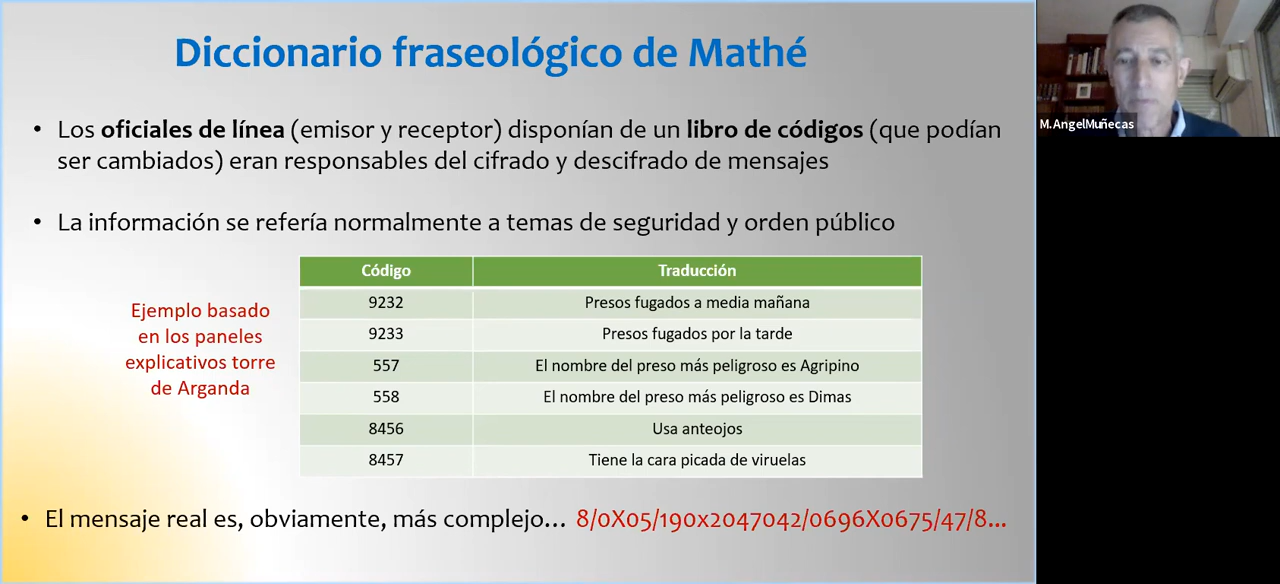 Diccionario fraseológico de Mathé
M.AngelMuñecas
• Los oficiales de línea (emisor y receptor) disponían de un libro de códigos (que podían
ser cambiados) eran responsables del cifrado y descifrado de mensajes
• La información se refería normalmente a temas de seguridad y orden público
Ejemplo basado
en los paneles
explicativos torre
de Arganda
Código Traducción
9232 Presos fugados a media mañana
9233 Presos fugados por la tarde
557 El nombre del preso más peligroso es Agripino
558 El nombre del preso más peligroso es Dimas
8456 Usa anteojos
8457 Tiene la cara picada de viruelas
• El mensaje real es, obviamente, más complejo… 8/0X05/190x2047042/0696X0675/47/8...